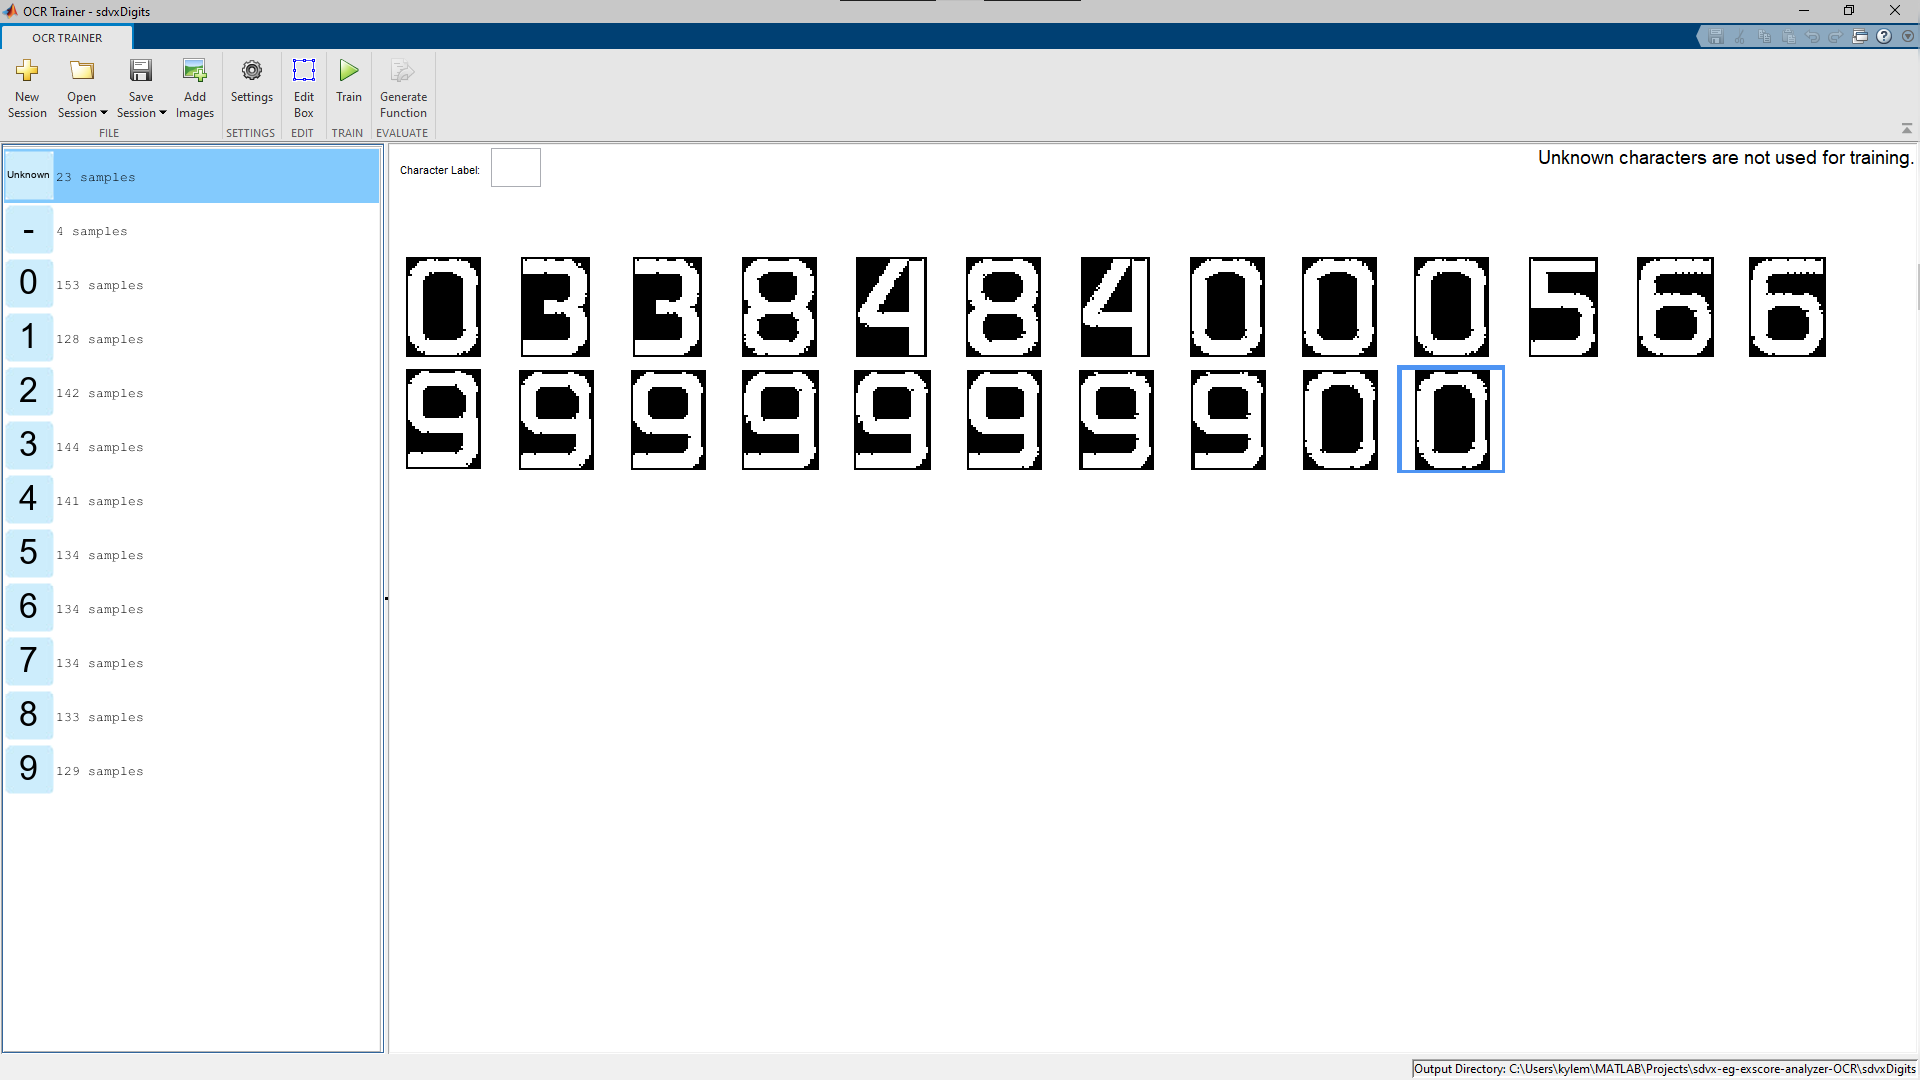 OCR Trainer - sdvxDigits
OCR TRAINER
New Session
Open Session
Save Session
Add Images
Settings
Edit Box
Train
Generate Function
FILE
SETTINGS
EDIT
TRAIN
EVALUATE
Unknown 23 samples
- 4 samples
0 153 samples
1 128 samples
2 142 samples
3 144 samples
4 141 samples
5 134 samples
6 134 samples
7 134 samples
8 133 samples
9 129 samples
Character Label:
Unknown characters are not used for training.
0 3 3 8 4 8 4 0 0 0 5 6 6
9 9 9 9 9 9 9 9 0 0
Output Directory: C:\Users\kylem\MATLAB\Projects\sdvx-eg-exscore-analyzer-OCR\sdvxDigits